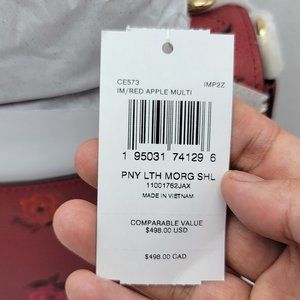 CE573 IMP2Z
IM/RED APPLE MULTI
1 95031 74129 6
PNY LTH MORG SHL
11001762JAX
MADE IN VIETNAM
COMPARABLE VALUE
$498.00 USD
$498.00 CAD